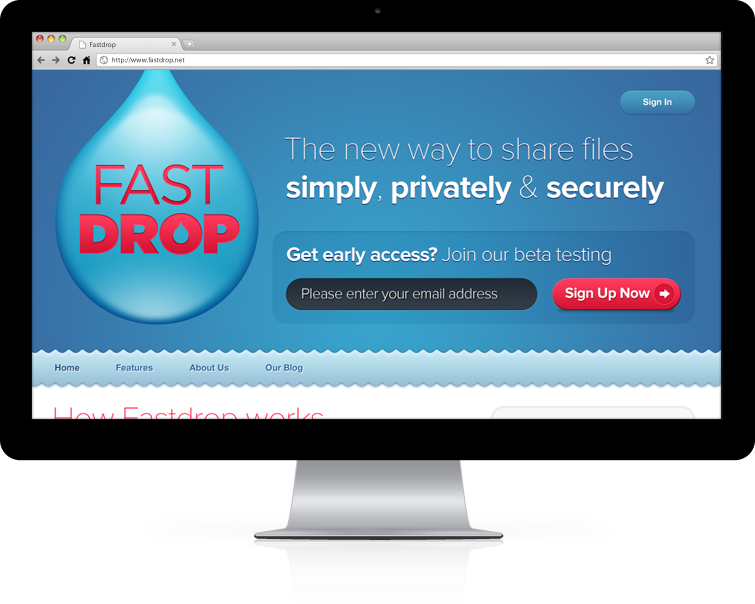 Fastdrop
http://www.fastdrop.net
Sign In
FAST
DROP
The new way to share files
simply, privately & securely
Get early access? Join our beta testing
Please enter your email address
Sign Up Now
Home Features About Us Our Blog
How Fastdrop works